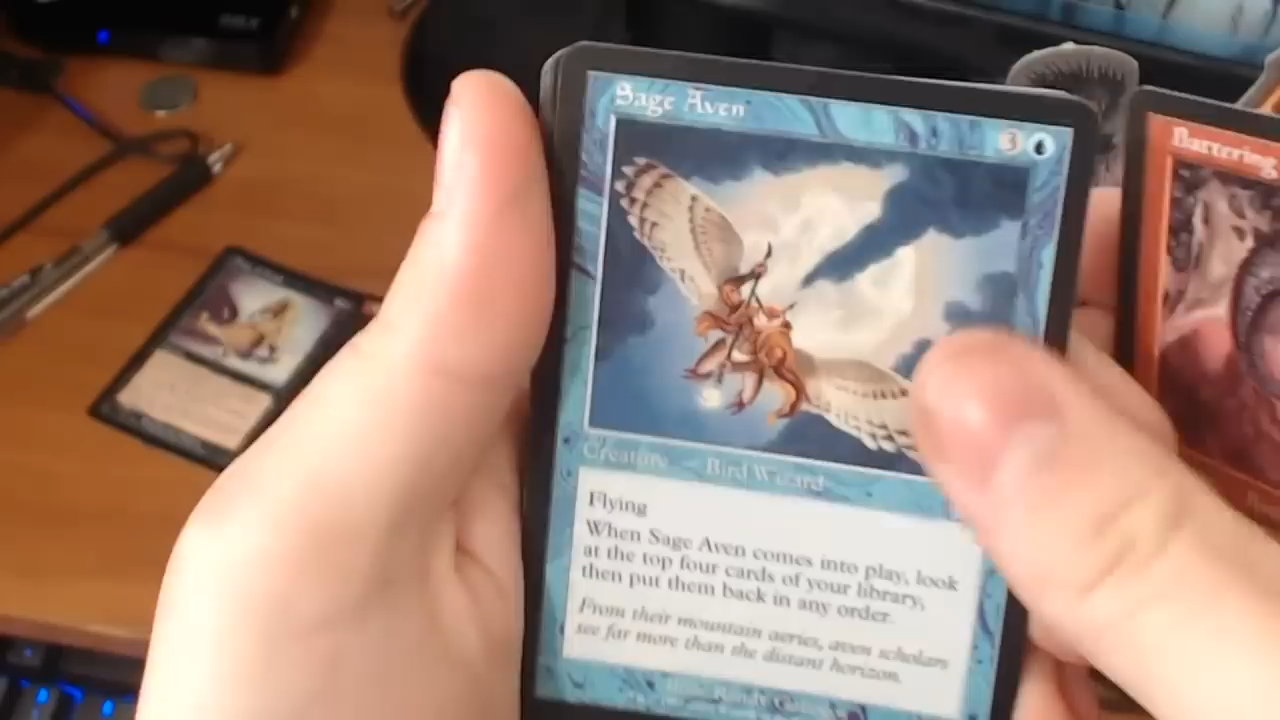 Sage Aven
3
Creature — Bird Wizard
Flying
When Sage Aven comes into play, look
at the top four cards of your library,
then put them back in any order.
From their mountain aeries, aven scholars
see far more than the distant horizon.
Randy
Bartering